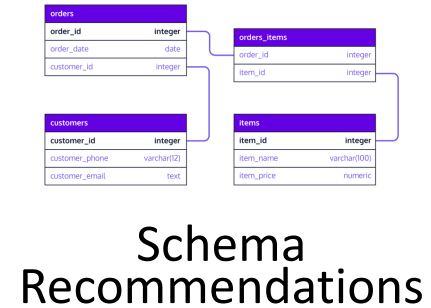 orders
order_id integer
order_date date
customer_id integer
orders_items
order_id integer
item_id integer
customers
customer_id integer
customer_phone varchar(12)
customer_email text
items
item_id integer
item_name varchar(100)
item_price numeric
Schema
Recommendations